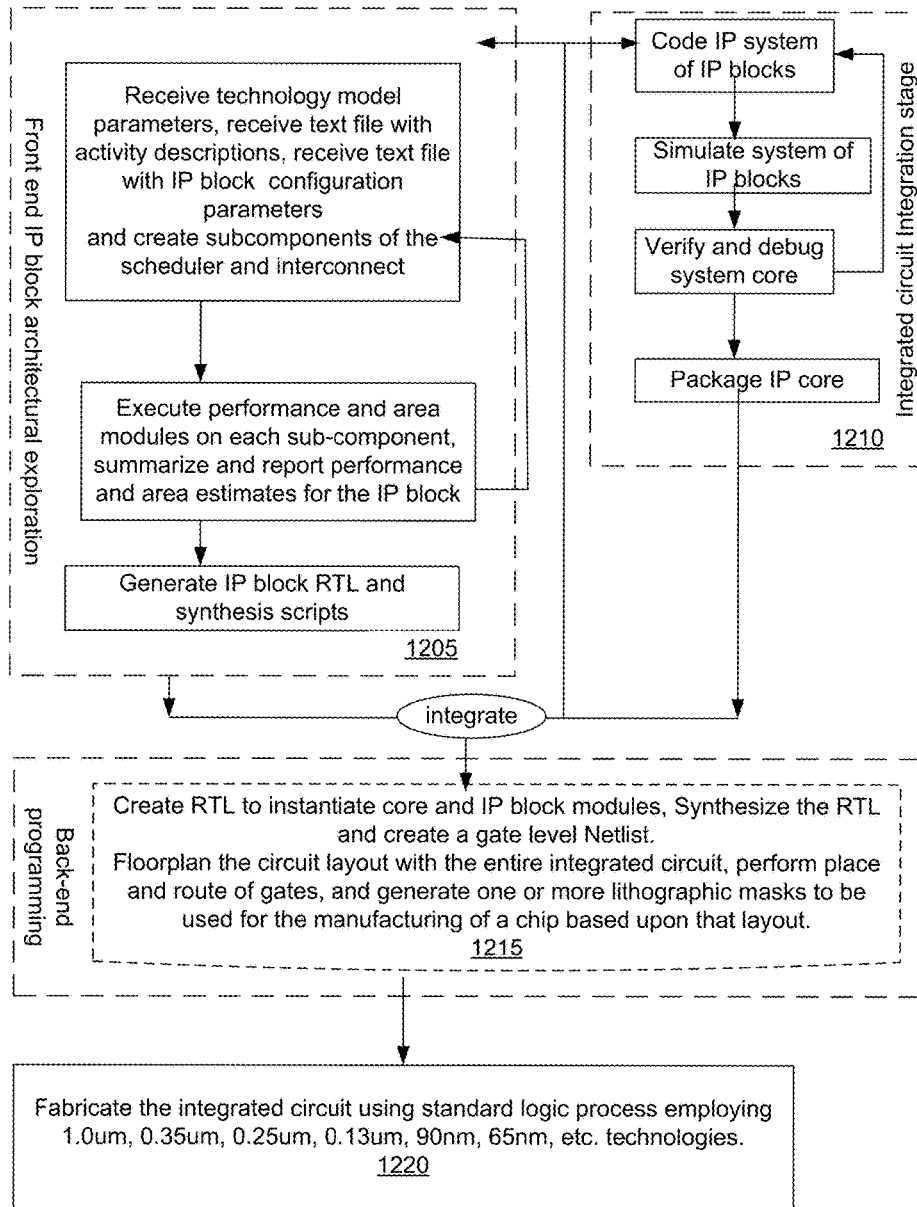 Front end IP block architectural exploration
Receive technology model
parameters, receive text file with
activity descriptions, receive text file
with IP block configuration
parameters
and create subcomponents of the
scheduler and interconnect
Execute performance and area
modules on each sub-component,
summarize and report performance
and area estimates for the IP block
Generate IP block RTL and
synthesis scripts
1205
Code IP system
of IP blocks
Simulate system of
IP blocks
Verify and debug
system core
Package IP core
1210
Integrated circuit Integration stage
integrate
Back-end
programming
Create RTL to instantiate core and IP block modules, Synthesize the RTL
and create a gate level Netlist.
Floorplan the circuit layout with the entire integrated circuit, perform place
and route of gates, and generate one or more lithographic masks to be
used for the manufacturing of a chip based upon that layout.
1215
Fabricate the integrated circuit using standard logic process employing
1.0um, 0.35um, 0.25um, 0.13um, 90nm, 65nm, etc. technologies.
1220